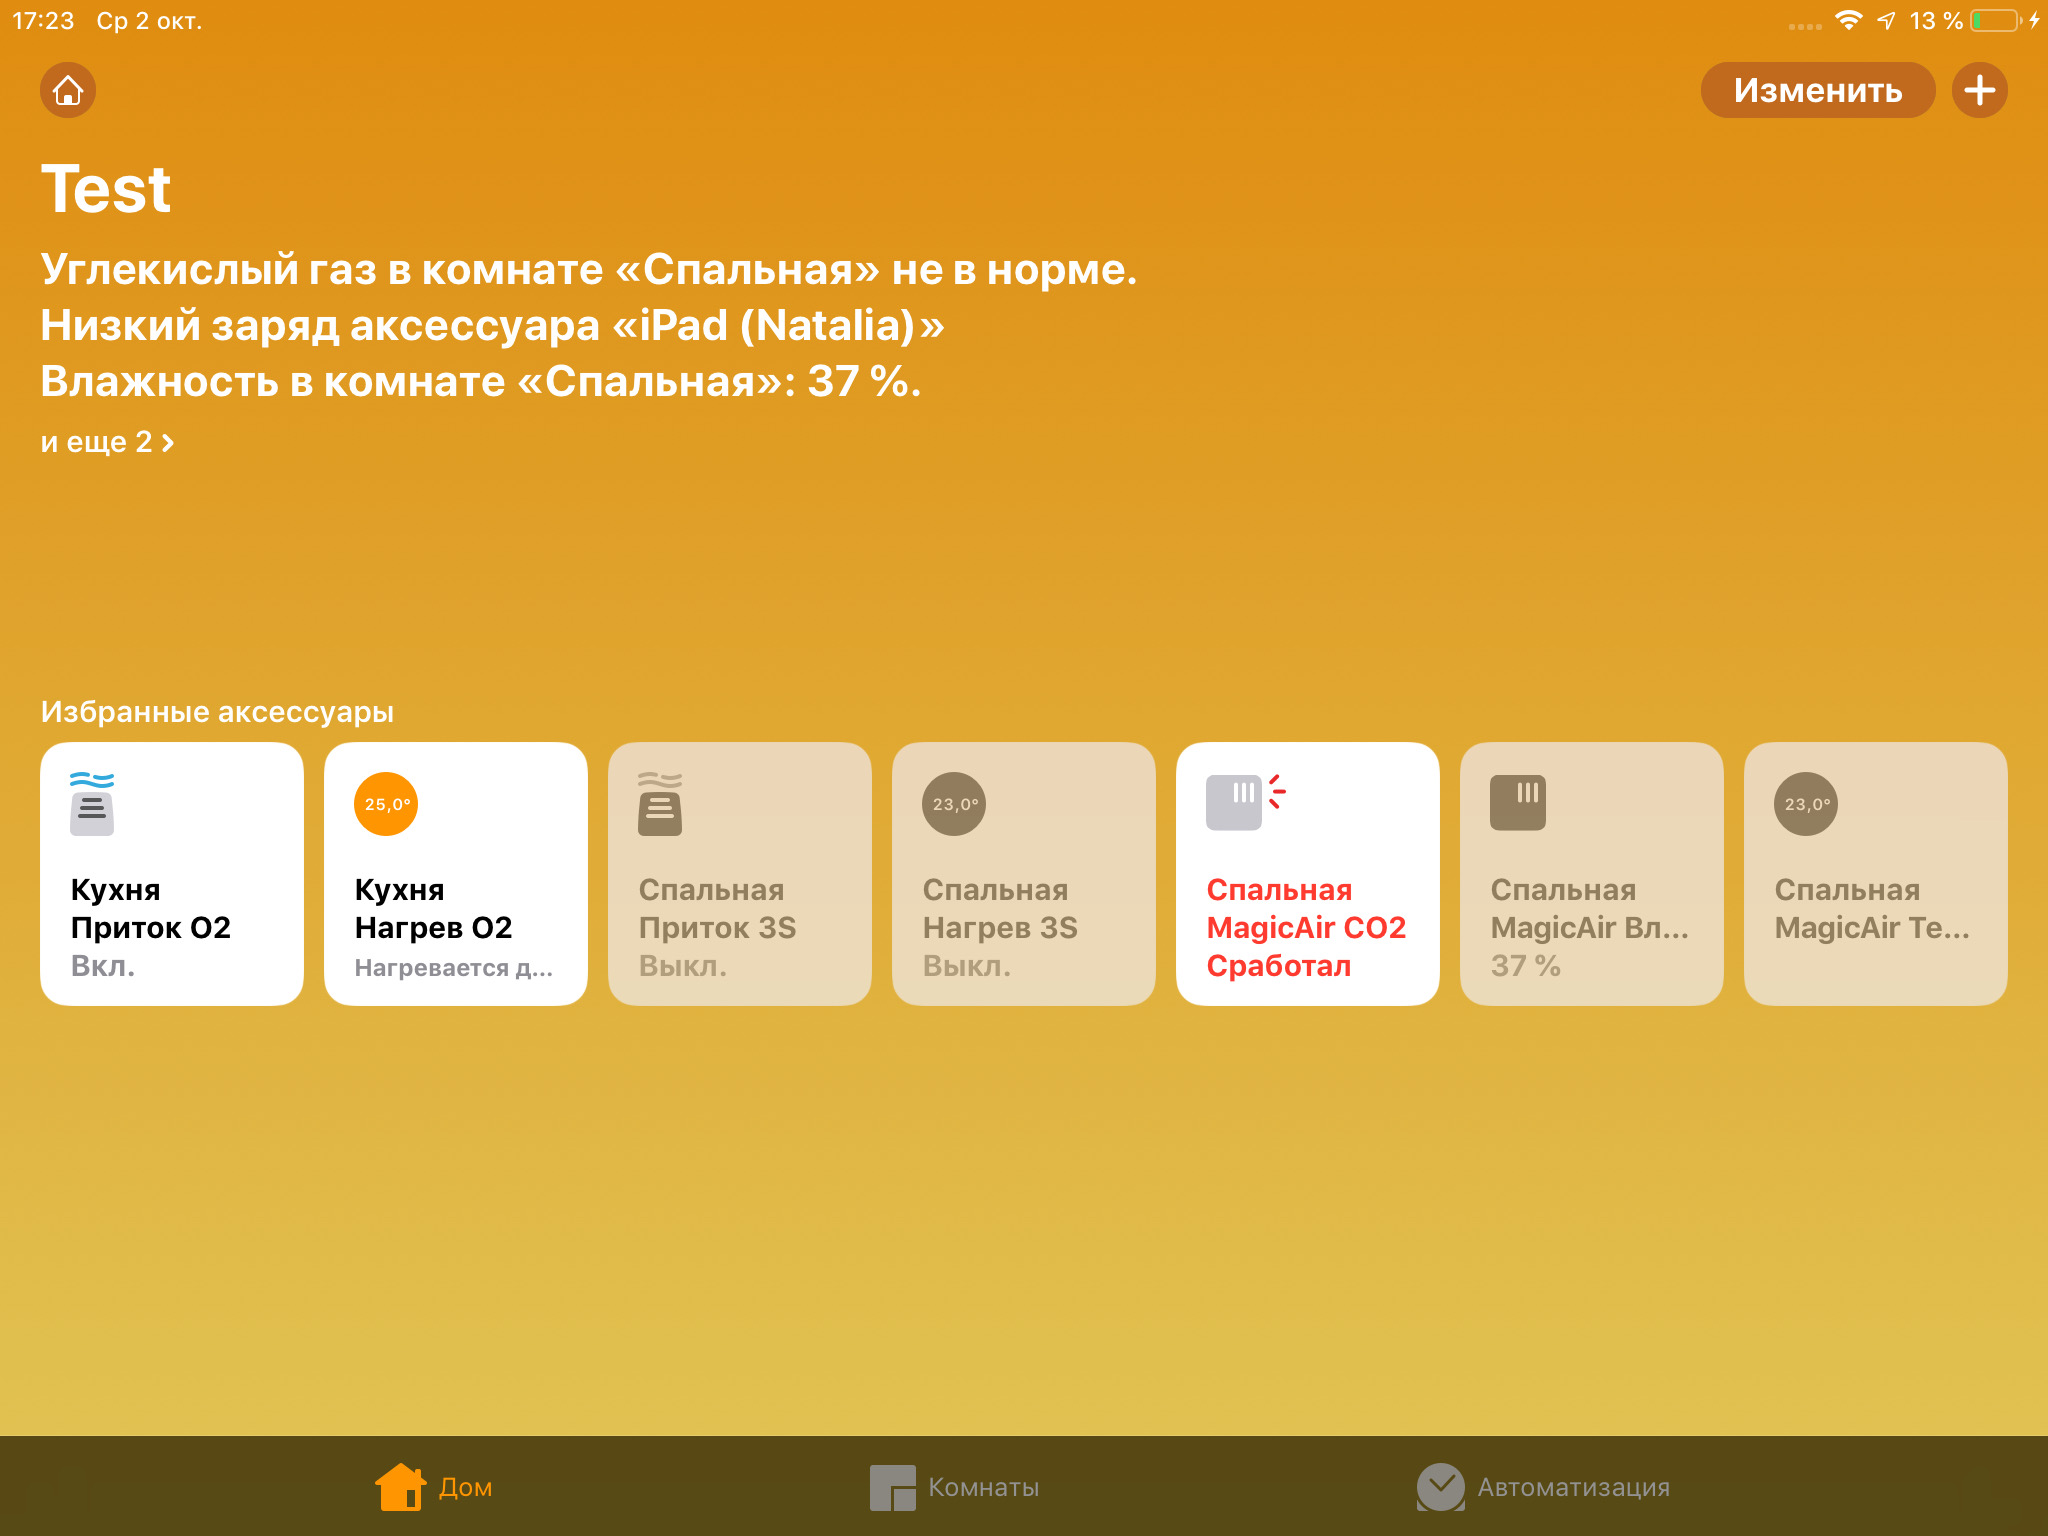 17:23 Ср 2 окт. 13 %
Изменить
Test
Углекислый газ в комнате «Спальная» не в норме.
Низкий заряд аксессуара «iPad (Natalia)»
Влажность в комнате «Спальная»: 37 %.
и еще 2
Избранные аксессуары
Кухня
Приток O2
Вкл.
25,0°
Кухня
Нагрев O2
Нагревается д...
Спальная
Приток 3S
Выкл.
23,0°
Спальная
Нагрев 3S
Выкл.
Спальная
MagicAir CO2
Сработал
Спальная
MagicAir Вл...
37 %
23,0°
Спальная
MagicAir Те...
Дом
Комнаты
Автоматизация